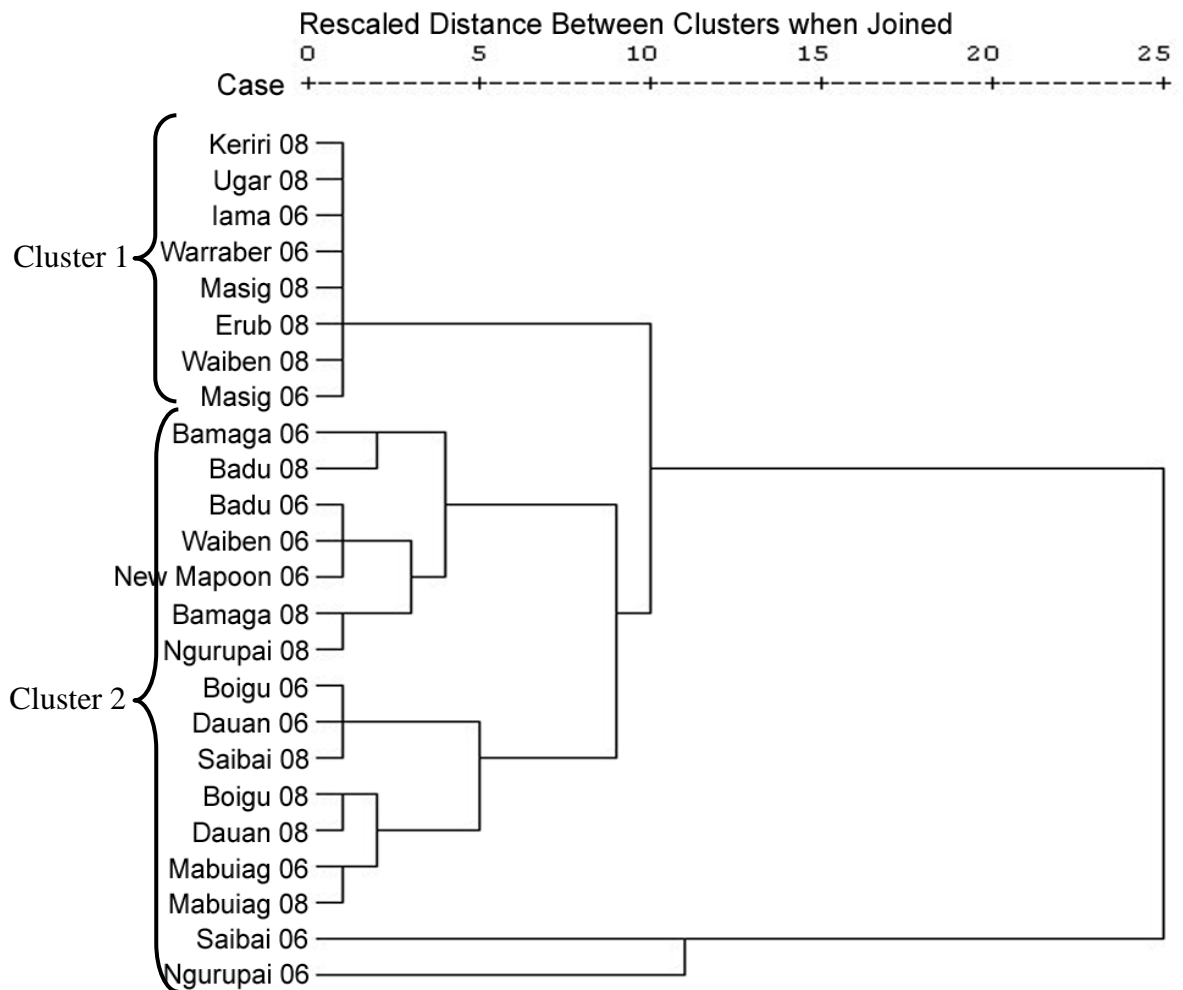 Rescaled Distance Between Clusters when Joined
0 5 10 15 20 25
Case
Keriri 08
Ugar 08
Iama 06
Cluster 1
Warraber 06
Masig 08
Erub 08
Waiben 08
Masig 06
Bamaga 06
Badu 08
Badu 06
Waiben 06
New Mapoon 06
Bamaga 08
Ngurupai 08
Boigu 06
Cluster 2
Dauan 06
Saibai 08
Boigu 08
Dauan 08
Mabuiag 06
Mabuiag 08
Saibai 06
Ngurupai 06